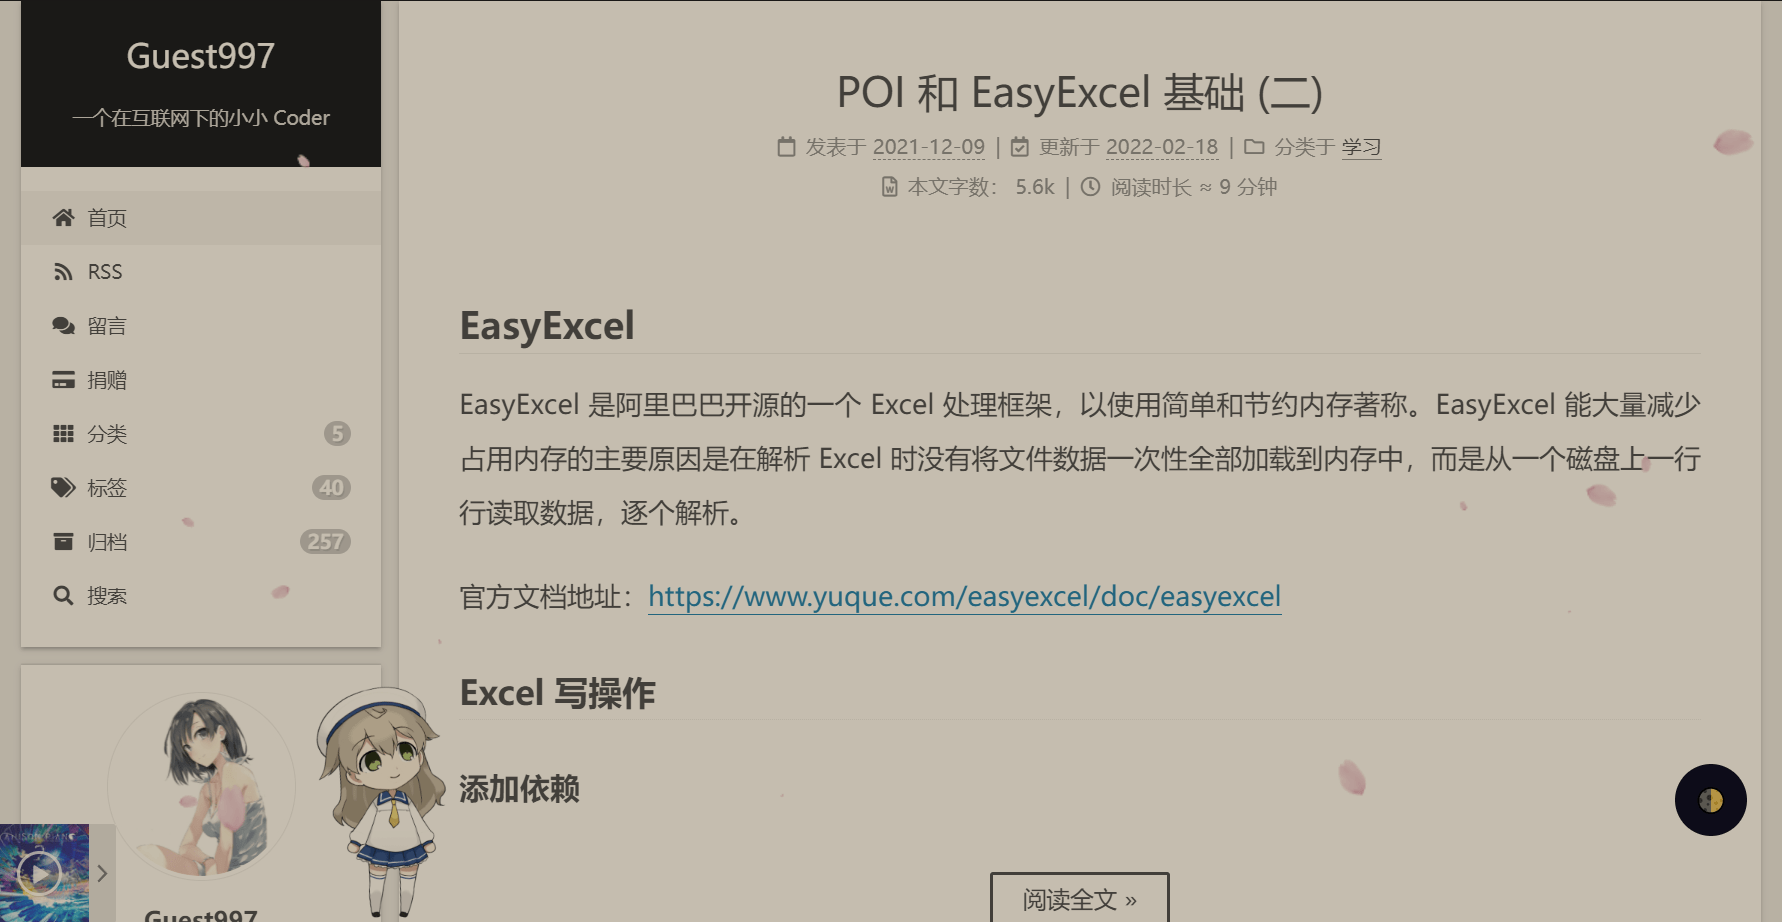 Guest997
一个在互联网下的小小 Coder
首页
RSS
留言
捐赠
分类 5
标签 40
归档 257
搜索
Guest997
POI 和 EasyExcel 基础 (二)
发表于 2021-12-09 | 更新于 2022-02-18 | 分类于 学习
本文字数： 5.6k | 阅读时长 ≈ 9 分钟
EasyExcel
EasyExcel 是阿里巴巴开源的一个 Excel 处理框架，以使用简单和节约内存著称。EasyExcel 能大量减少
占用内存的主要原因是在解析 Excel 时没有将文件数据一次性全部加载到内存中，而是从一个磁盘上一行
行读取数据，逐个解析。
官方文档地址：https://www.yuque.com/easyexcel/doc/easyexcel
Excel 写操作
添加依赖
阅读全文 »